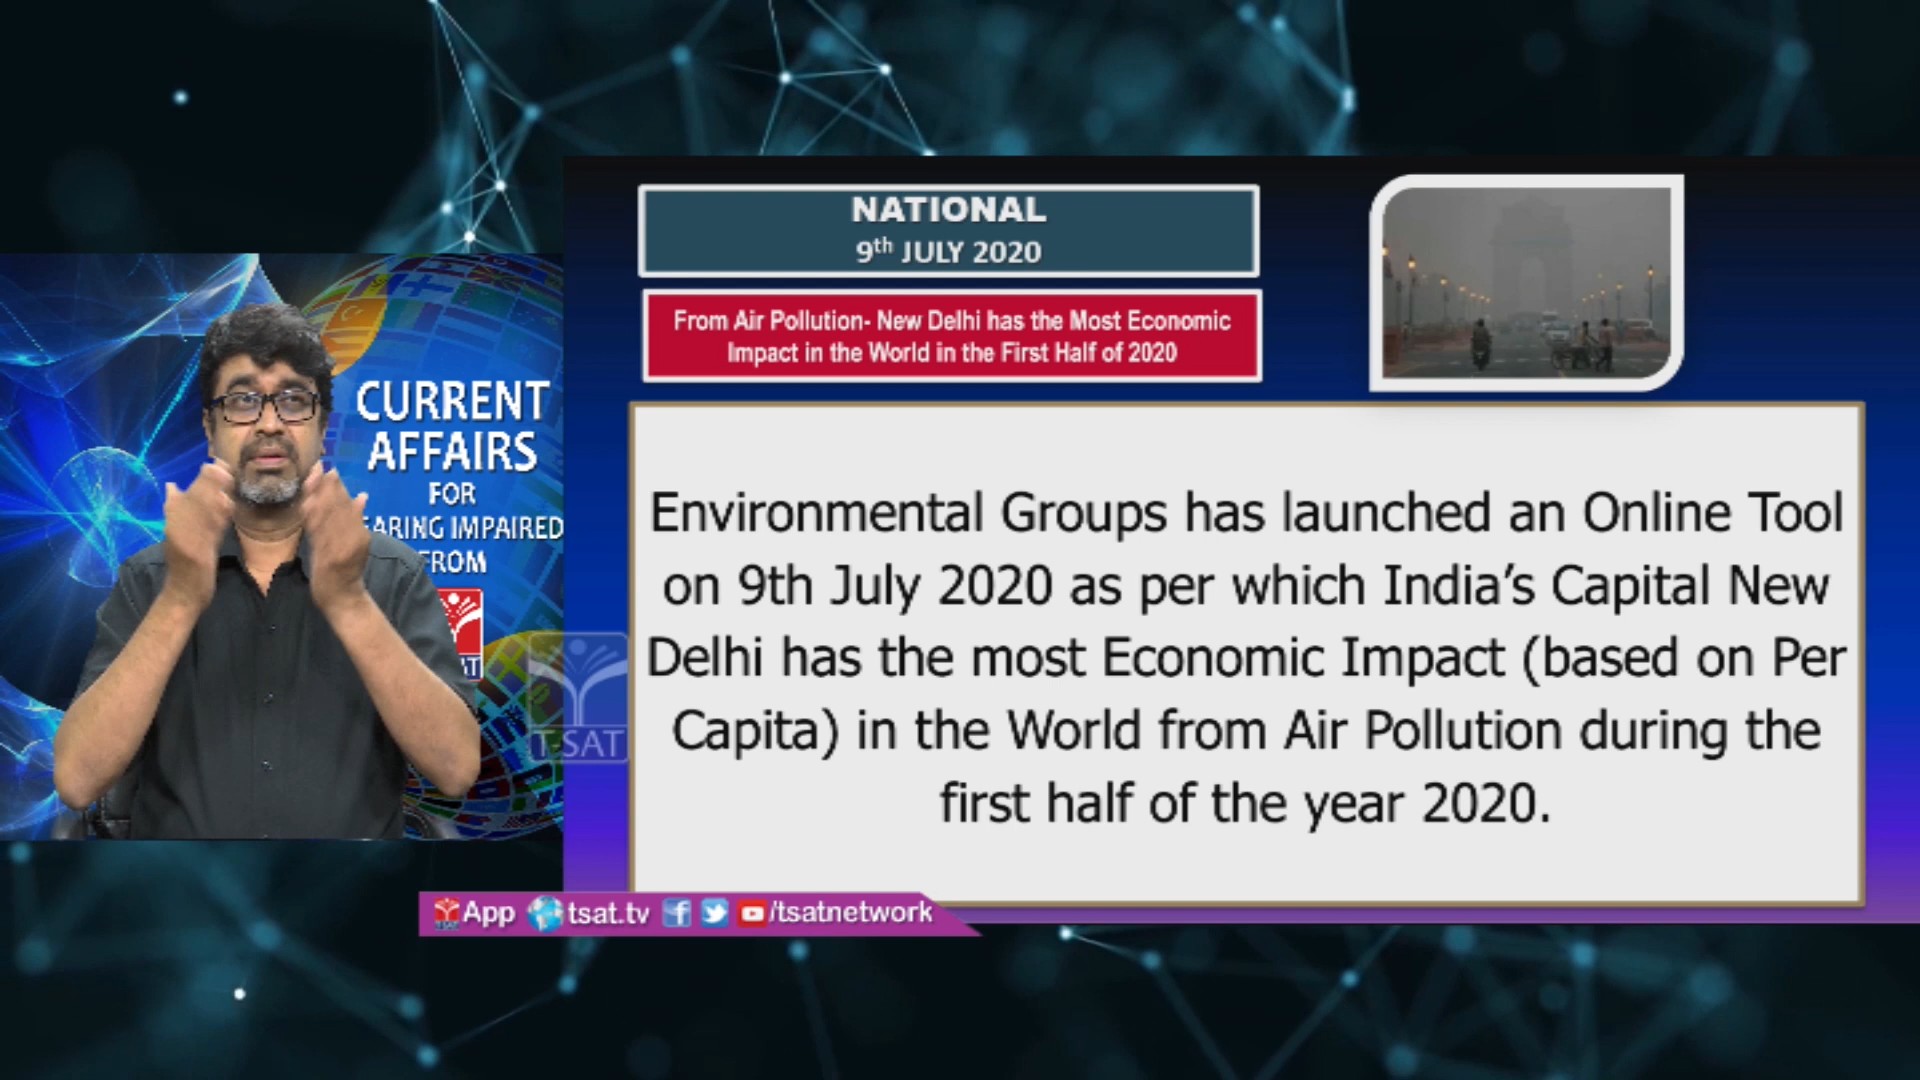 NATIONAL
9th JULY 2020
From Air Pollution- New Delhi has the Most Economic
Impact in the World in the First Half of 2020
CURRENT
AFFAIRS
FOR
EARING IMPAIRED
FROM
SAT
T-SAT
Environmental Groups has launched an Online Tool
on 9th July 2020 as per which India’s Capital New
Delhi has the most Economic Impact (based on Per
Capita) in the World from Air Pollution during the
first half of the year 2020.
App tsat.tv /tsatnetwork